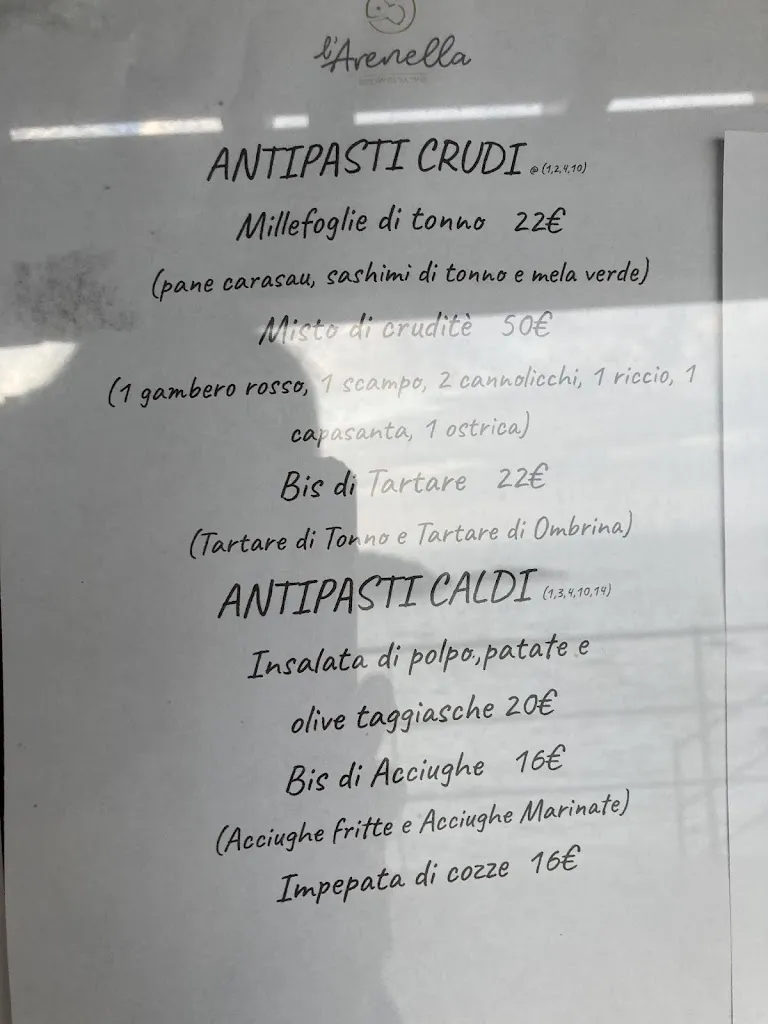 l'Arenella
ANTIPASTI CRUDI @ (1,2,4,10)
Millefoglie di tonno 22€
(pane carasau, sashimi di tonno e mela verde)
Misto di cruditè 50€
(1 gambero rosso, 1 scampo, 2 cannolicchi, 1 riccio, 1
capasanta, 1 ostrica)
Bis di Tartare 22€
(Tartare di Tonno e Tartare di Ombrina)
ANTIPASTI CALDI (1,3,4,10,14)
Insalata di polpo.,patate e
olive taggiasche 20€
Bis di Acciughe 16€
(Acciughe fritte e Acciughe Marinate)
Impepata di cozze 16€